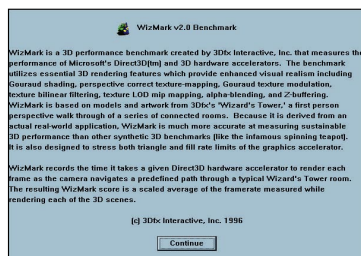 WizMark v2.0 Benchmark
WizMark is a 3D performance benchmark created by 3Dfx Interactive, Inc. that measures the
performance of Microsoft's Direct3D(tm) and 3D hardware accelerators. The benchmark
utilizes essential 3D rendering features which provide enhanced visual realism including
Gouraud shading, perspective correct texture-mapping, Gouraud texture modulation,
texture bilinear filtering, texture LOD mip mapping, alpha-blending, and Z-buffering.
WizMark is based on models and artwork from 3Dfx's 'Wizard's Tower,' a first person
perspective walk through of a series of connected rooms. Because it is derived from an
actual real-world application, WizMark is much more accurate at measuring sustainable
3D performance than other synthetic 3D benchmarks (like the infamous spinning teapot).
It is also designed to stress both triangle and fill rate limits of the graphics accelerator.
WizMark records the time it takes a given Direct3D hardware accelerator to render each
frame as the camera navigates a predefined path through a typical Wizard's Tower room.
The resulting WizMark score is a scaled average of the framerate measured while
rendering each of the 3D scenes.
(c) 3Dfx Interactive, Inc. 1996
Continue